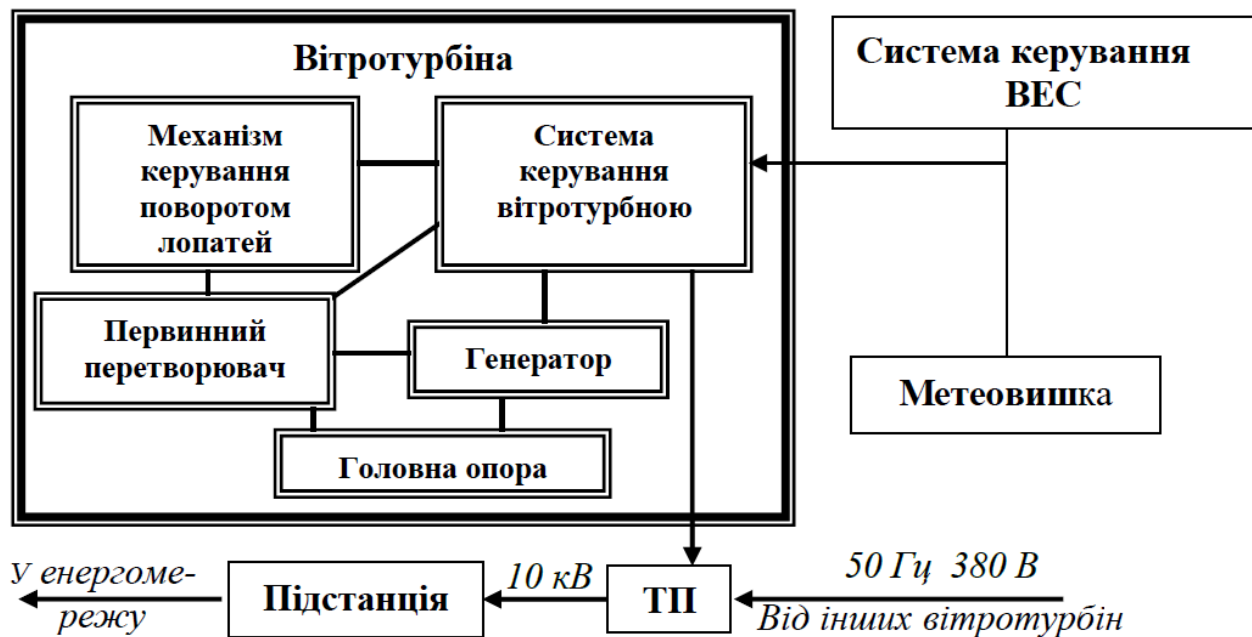 Вітротурбіна
Механізм
керування
поворотом
лопатей
Система
керування
вітротурбною
Первинний
перетворювач
Генератор
Головна опора
Система керування
ВЕС
Метеовишка
У енергоме-
режу
Підстанція
10 кВ
ТП
50 Гц 380 В
Від інших вітротурбін